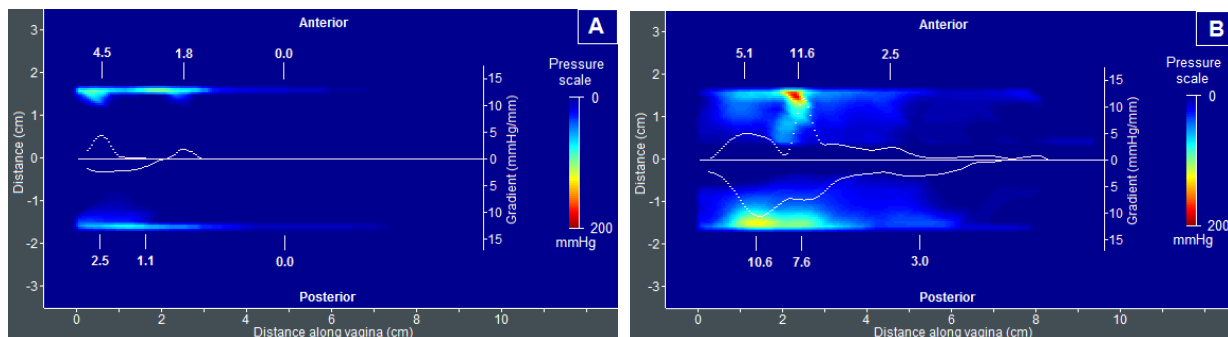 A
Anterior
4.5 1.8 0.0
Pressure
scale
0
200
mmHg
Distance (cm)
3
2
1
0
-1
-2
-3
Gradient (mmHg/mm)
15
10
5
0
5
10
15
2.5 1.1 0.0
Posterior
0 2 4 6 8 10
Distance along vagina (cm)
B
Anterior
5.1 11.6 2.5
Pressure
scale
0
200
mmHg
Distance (cm)
3
2
1
0
-1
-2
-3
Gradient (mmHg/mm)
15
10
5
0
5
10
15
10.6 7.6 3.0
Posterior
0 2 4 6 8 10
Distance along vagina (cm)